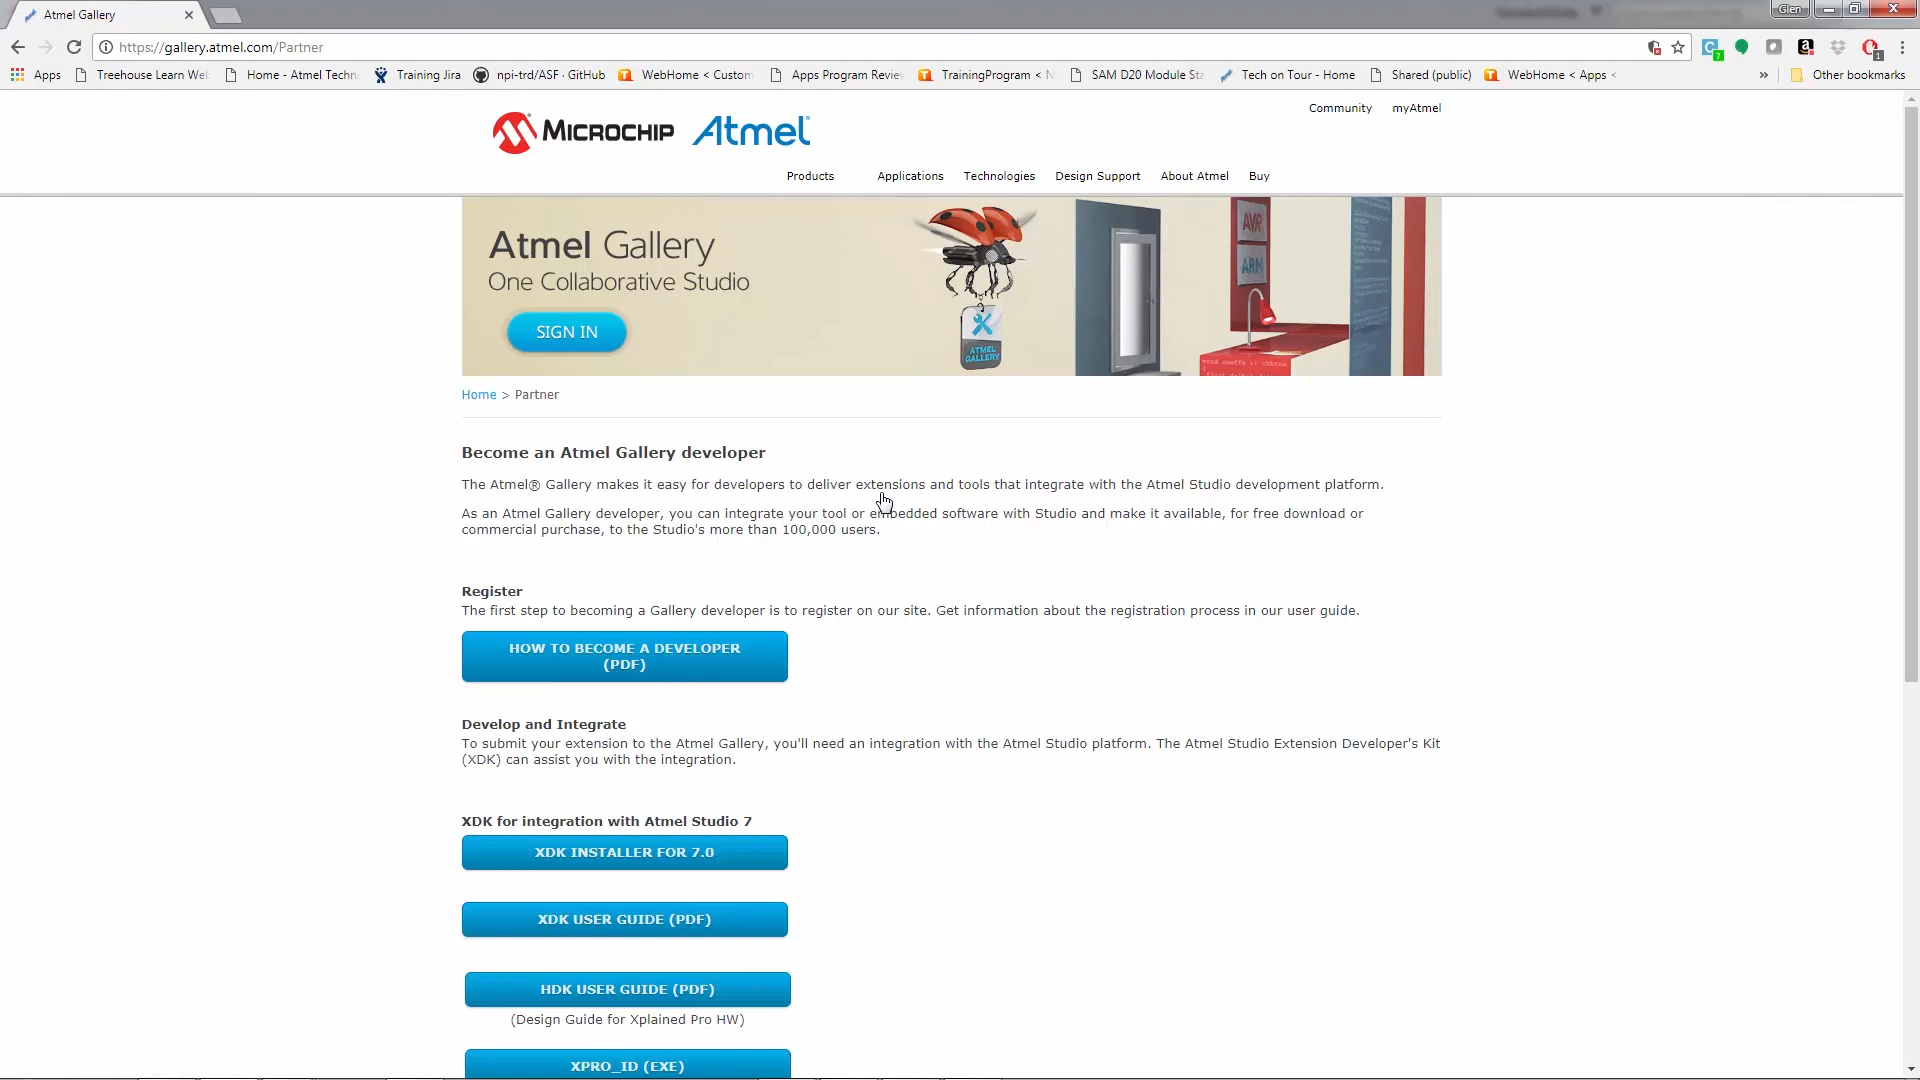 Atmel Gallery
Glen
https://gallery.atmel.com/Partner
Apps Treehouse Learn We Home - Atmel Techn Training Jira npi-trd/ASF · GitHub WebHome < Custom Apps Program Review TrainingProgram < N SAM D20 Module Sta Tech on Tour - Home Shared (public) WebHome < Apps < » Other bookmarks
Community myAtmel
MICROCHIP Atmel
Products Applications Technologies Design Support About Atmel Buy
Atmel Gallery
One Collaborative Studio
SIGN IN
ATMEL
GALLERY
AVR
ARM
Home > Partner
Become an Atmel Gallery developer
The Atmel® Gallery makes it easy for developers to deliver extensions and tools that integrate with the Atmel Studio development platform.
As an Atmel Gallery developer, you can integrate your tool or embedded software with Studio and make it available, for free download or
commercial purchase, to the Studio's more than 100,000 users.
Register
The first step to becoming a Gallery developer is to register on our site. Get information about the registration process in our user guide.
HOW TO BECOME A DEVELOPER
(PDF)
Develop and Integrate
To submit your extension to the Atmel Gallery, you'll need an integration with the Atmel Studio platform. The Atmel Studio Extension Developer's Kit
(XDK) can assist you with the integration.
XDK for integration with Atmel Studio 7
XDK INSTALLER FOR 7.0
XDK USER GUIDE (PDF)
HDK USER GUIDE (PDF)
(Design Guide for Xplained Pro HW)
XPRO_ID (EXE)